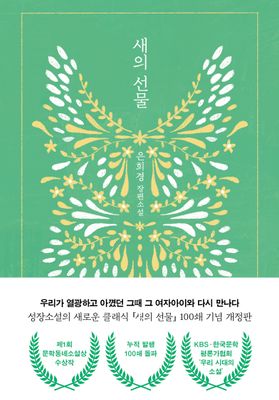 새의 선물
은희경
장편소설
우리가 열광하고 아꼈던 그때 그 여자아이와 다시 만나다
성장소설의 새로운 클래식 『새의 선물』 100쇄 기념 개정판
제1회
문학동네소설상
수상작
누적 발행
100쇄 돌파
KBS·한국문학
평론가협회
'우리 시대의
소설'